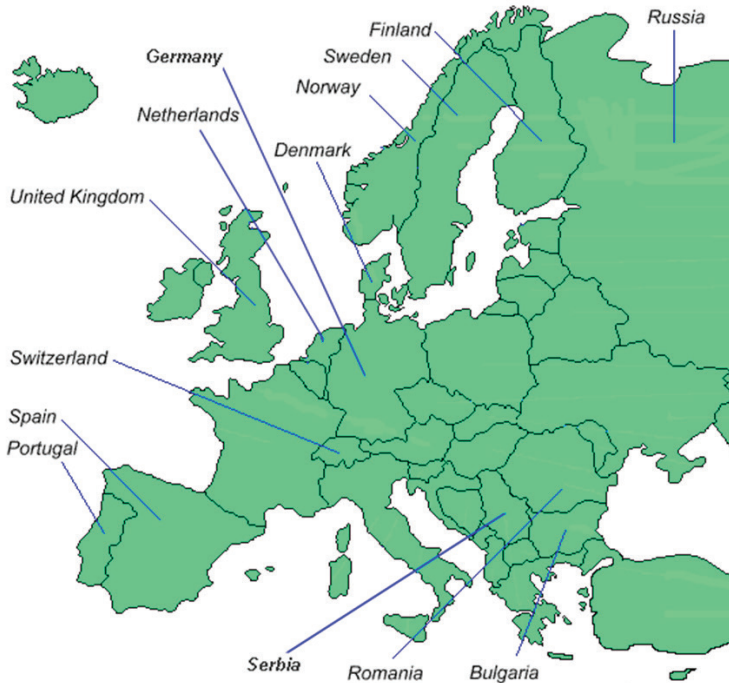 Finland
Russia
Germany
Sweden
Norway
Netherlands
Denmark
United Kingdom
Switzerland
Spain
Portugal
Serbia
Romania
Bulgaria